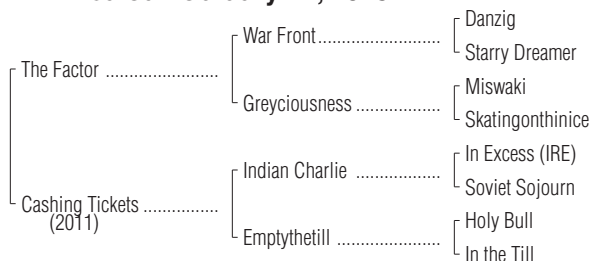 Danzig
War Front
Starry Dreamer
The Factor
Miswaki
Greyciousness
Skatingonthinice
In Excess (IRE)
Indian Charlie
Soviet Sojourn
Cashing Tickets
(2011)
Holy Bull
Emptythetill
In the Till